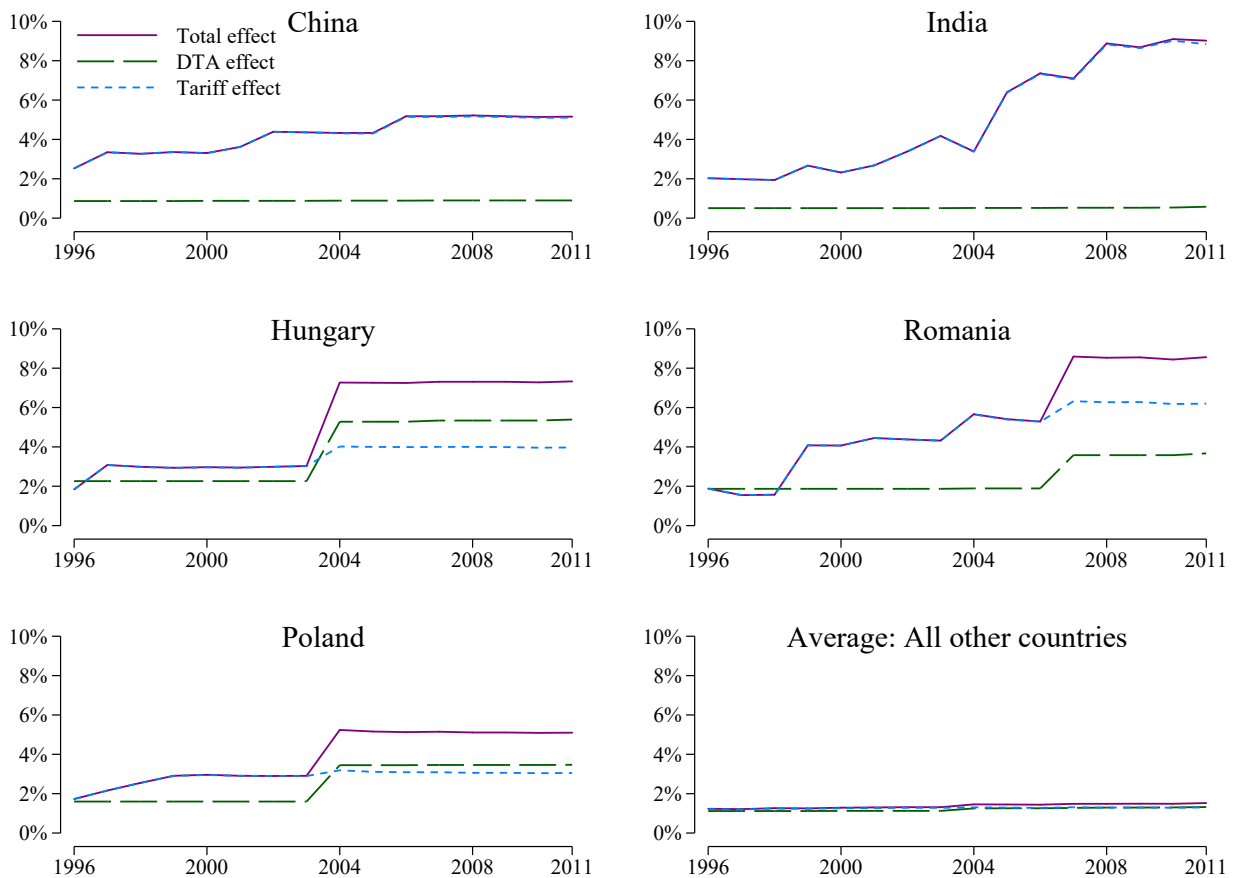 China
Total effect
DTA effect
Tariff effect
10%
8%
6%
4%
2%
0%
1996 2000 2004 2008 2011
India
10%
8%
6%
4%
2%
0%
1996 2000 2004 2008 2011
Hungary
10%
8%
6%
4%
2%
0%
1996 2000 2004 2008 2011
Romania
10%
8%
6%
4%
2%
0%
1996 2000 2004 2008 2011
Poland
10%
8%
6%
4%
2%
0%
1996 2000 2004 2008 2011
Average: All other countries
10%
8%
6%
4%
2%
0%
1996 2000 2004 2008 2011